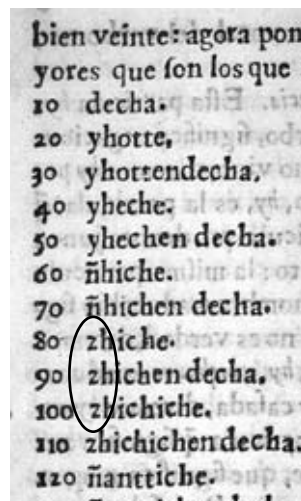 bien veinte: agora pon
yores que ſon los que
10 decha.
20 yhotte,
30 yhottendecha,
40 yheche.
50 yhechen decha.
60 ñhiche.
70 ñhichen decha.
80 zhiche.
90 zhichen decha.
100 zhichiche.
110 zhichichen decha.
120 ñanttiche.